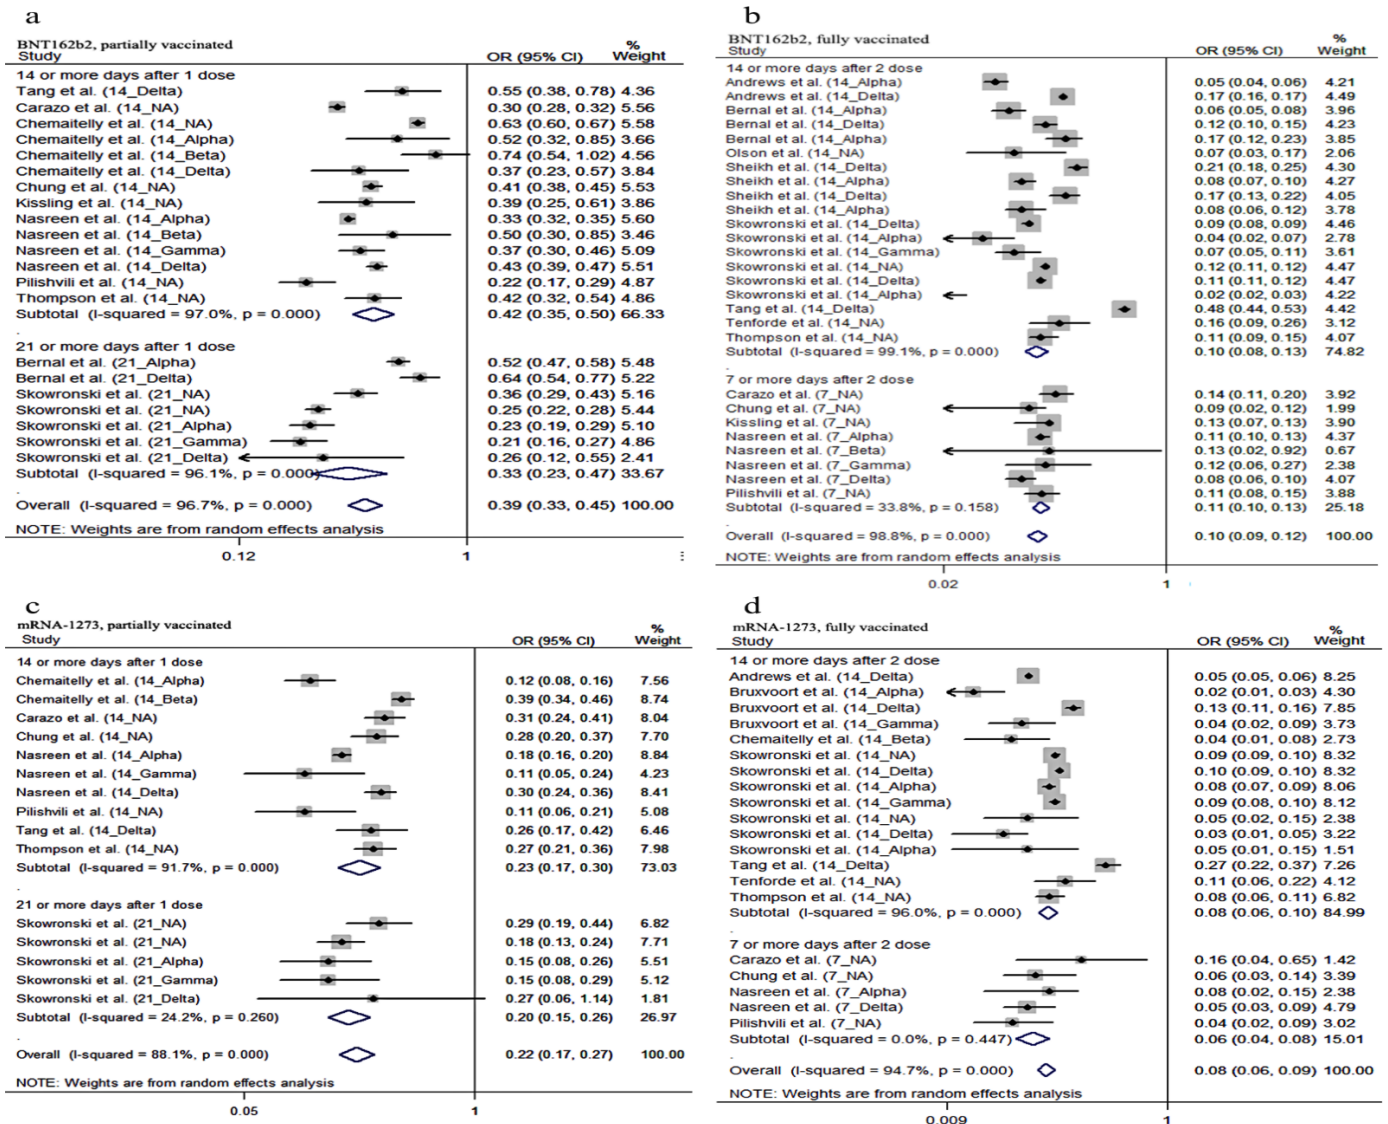 a
BNT162b2, partially vaccinated
Study OR (95% CI) % Weight
14 or more days after 1 dose
Tang et al. (14_Delta) 0.55 (0.38, 0.78) 4.36
Carazo et al. (14_NA) 0.30 (0.28, 0.32) 5.56
Chemaitelly et al. (14_NA) 0.63 (0.60, 0.67) 5.58
Chemaitelly et al. (14_Alpha) 0.52 (0.32, 0.85) 3.66
Chemaitelly et al. (14_Beta) 0.74 (0.54, 1.02) 4.56
Chemaitelly et al. (14_Delta) 0.37 (0.23, 0.57) 3.84
Chung et al. (14_NA) 0.41 (0.38, 0.45) 5.53
Kissling et al. (14_NA) 0.39 (0.25, 0.61) 3.86
Nasreen et al. (14_Alpha) 0.33 (0.32, 0.35) 5.60
Nasreen et al. (14_Beta) 0.50 (0.30, 0.85) 3.46
Nasreen et al. (14_Gamma) 0.37 (0.30, 0.46) 5.09
Nasreen et al. (14_Delta) 0.43 (0.39, 0.47) 5.51
Pilishvili et al. (14_NA) 0.22 (0.17, 0.29) 4.87
Thompson et al. (14_NA) 0.42 (0.32, 0.54) 4.86
Subtotal (I-squared = 97.0%, p = 0.000) 0.42 (0.35, 0.50) 66.33
.
21 or more days after 1 dose
Bernal et al. (21_Alpha) 0.52 (0.47, 0.58) 5.48
Bernal et al. (21_Delta) 0.64 (0.54, 0.77) 5.22
Skowronski et al. (21_NA) 0.36 (0.29, 0.43) 5.16
Skowronski et al. (21_NA) 0.25 (0.22, 0.28) 5.44
Skowronski et al. (21_Alpha) 0.23 (0.19, 0.29) 5.10
Skowronski et al. (21_Gamma) 0.21 (0.16, 0.27) 4.86
Skowronski et al. (21_Delta) 0.26 (0.12, 0.55) 2.41
Subtotal (I-squared = 96.1%, p = 0.000) 0.33 (0.23, 0.47) 33.67
.
Overall (I-squared = 96.7%, p = 0.000) 0.39 (0.33, 0.45) 100.00
NOTE: Weights are from random effects analysis
0.12 1
b
BNT162b2, fully vaccinated
Study OR (95% CI) % Weight
14 or more days after 2 dose
Andrews et al. (14_Alpha) 0.05 (0.04, 0.06) 4.21
Andrews et al. (14_Delta) 0.17 (0.16, 0.17) 4.49
Bernal et al. (14_Alpha) 0.06 (0.05, 0.08) 3.96
Bernal et al. (14_Delta) 0.12 (0.10, 0.15) 4.23
Bernal et al. (14_Alpha) 0.17 (0.12, 0.23) 3.85
Olson et al. (14_NA) 0.07 (0.03, 0.17) 2.06
Sheikh et al. (14_Delta) 0.21 (0.18, 0.25) 4.30
Sheikh et al. (14_Alpha) 0.08 (0.07, 0.10) 4.27
Sheikh et al. (14_Delta) 0.17 (0.13, 0.22) 4.05
Sheikh et al. (14_Alpha) 0.08 (0.06, 0.12) 3.78
Skowronski et al. (14_Delta) 0.09 (0.08, 0.09) 4.46
Skowronski et al. (14_Alpha) 0.04 (0.02, 0.07) 2.78
Skowronski et al. (14_Gamma) 0.07 (0.05, 0.11) 3.61
Skowronski et al. (14_NA) 0.12 (0.11, 0.12) 4.47
Skowronski et al. (14_Delta) 0.11 (0.11, 0.12) 4.47
Skowronski et al. (14_Alpha) 0.02 (0.02, 0.03) 4.22
Tang et al. (14_Delta) 0.48 (0.44, 0.53) 4.42
Tenforde et al. (14_NA) 0.16 (0.09, 0.26) 3.12
Thompson et al. (14_NA) 0.11 (0.09, 0.15) 4.07
Subtotal (I-squared = 99.1%, p = 0.000) 0.10 (0.08, 0.13) 74.82
.
7 or more days after 2 dose
Carazo et al. (7_NA) 0.14 (0.11, 0.20) 3.92
Chung et al. (7_NA) 0.09 (0.02, 0.12) 1.99
Kissling et al. (7_NA) 0.13 (0.07, 0.13) 3.90
Nasreen et al. (7_Alpha) 0.11 (0.10, 0.13) 4.37
Nasreen et al. (7_Beta) 0.13 (0.02, 0.92) 0.67
Nasreen et al. (7_Gamma) 0.12 (0.06, 0.27) 2.38
Nasreen et al. (7_Delta) 0.08 (0.06, 0.10) 4.07
Pilishvili et al. (7_NA) 0.11 (0.08, 0.15) 3.88
Subtotal (I-squared = 33.8%, p = 0.158) 0.11 (0.10, 0.13) 25.18
.
Overall (I-squared = 98.8%, p = 0.000) 0.10 (0.09, 0.12) 100.00
NOTE: Weights are from random effects analysis
0.02 1
c
mRNA-1273, partially vaccinated
Study OR (95% CI) % Weight
14 or more days after 1 dose
Chemaitelly et al. (14_Alpha) 0.12 (0.08, 0.16) 7.56
Chemaitelly et al. (14_Beta) 0.39 (0.34, 0.46) 8.74
Carazo et al. (14_NA) 0.31 (0.24, 0.41) 8.04
Chung et al. (14_NA) 0.28 (0.20, 0.37) 7.70
Nasreen et al. (14_Alpha) 0.18 (0.16, 0.20) 8.84
Nasreen et al. (14_Gamma) 0.11 (0.05, 0.24) 4.23
Nasreen et al. (14_Delta) 0.30 (0.24, 0.36) 8.41
Pilishvili et al. (14_NA) 0.11 (0.06, 0.21) 5.08
Tang et al. (14_Delta) 0.26 (0.17, 0.42) 6.46
Thompson et al. (14_NA) 0.27 (0.21, 0.36) 7.98
Subtotal (I-squared = 91.7%, p = 0.000) 0.23 (0.17, 0.30) 73.03
.
21 or more days after 1 dose
Skowronski et al. (21_NA) 0.29 (0.19, 0.44) 6.82
Skowronski et al. (21_NA) 0.18 (0.13, 0.24) 7.71
Skowronski et al. (21_Alpha) 0.15 (0.08, 0.26) 5.51
Skowronski et al. (21_Gamma) 0.15 (0.08, 0.29) 5.12
Skowronski et al. (21_Delta) 0.27 (0.06, 1.14) 1.81
Subtotal (I-squared = 24.2%, p = 0.260) 0.20 (0.15, 0.26) 26.97
.
Overall (I-squared = 88.1%, p = 0.000) 0.22 (0.17, 0.27) 100.00
NOTE: Weights are from random effects analysis
0.05 1
d
mRNA-1273, fully vaccinated
Study OR (95% CI) % Weight
14 or more days after 2 dose
Andrews et al. (14_Delta) 0.05 (0.05, 0.06) 8.25
Bruxvoort et al. (14_Alpha) 0.02 (0.01, 0.03) 4.30
Bruxvoort et al. (14_Delta) 0.13 (0.11, 0.16) 7.85
Bruxvoort et al. (14_Gamma) 0.04 (0.02, 0.09) 3.73
Chemaitelly et al. (14_Beta) 0.04 (0.01, 0.08) 2.73
Skowronski et al. (14_NA) 0.09 (0.09, 0.10) 8.32
Skowronski et al. (14_Delta) 0.10 (0.09, 0.10) 8.32
Skowronski et al. (14_Alpha) 0.08 (0.07, 0.09) 8.06
Skowronski et al. (14_Gamma) 0.09 (0.08, 0.10) 8.12
Skowronski et al. (14_NA) 0.05 (0.02, 0.15) 2.38
Skowronski et al. (14_Delta) 0.03 (0.01, 0.05) 3.22
Skowronski et al. (14_Alpha) 0.05 (0.01, 0.15) 1.51
Tang et al. (14_Delta) 0.27 (0.22, 0.37) 7.26
Tenforde et al. (14_NA) 0.11 (0.06, 0.22) 4.12
Thompson et al. (14_NA) 0.08 (0.06, 0.11) 6.82
Subtotal (I-squared = 96.0%, p = 0.000) 0.08 (0.06, 0.10) 84.99
.
7 or more days after 2 dose
Carazo et al. (7_NA) 0.16 (0.04, 0.65) 1.42
Chung et al. (7_NA) 0.06 (0.03, 0.14) 3.39
Nasreen et al. (7_Alpha) 0.08 (0.02, 0.15) 2.38
Nasreen et al. (7_Delta) 0.05 (0.03, 0.09) 4.79
Pilishvili et al. (7_NA) 0.04 (0.02, 0.09) 3.02
Subtotal (I-squared = 0.0%, p = 0.447) 0.06 (0.04, 0.08) 15.01
.
Overall (I-squared = 94.7%, p = 0.000) 0.08 (0.06, 0.09) 100.00
NOTE: Weights are from random effects analysis
0.009 1